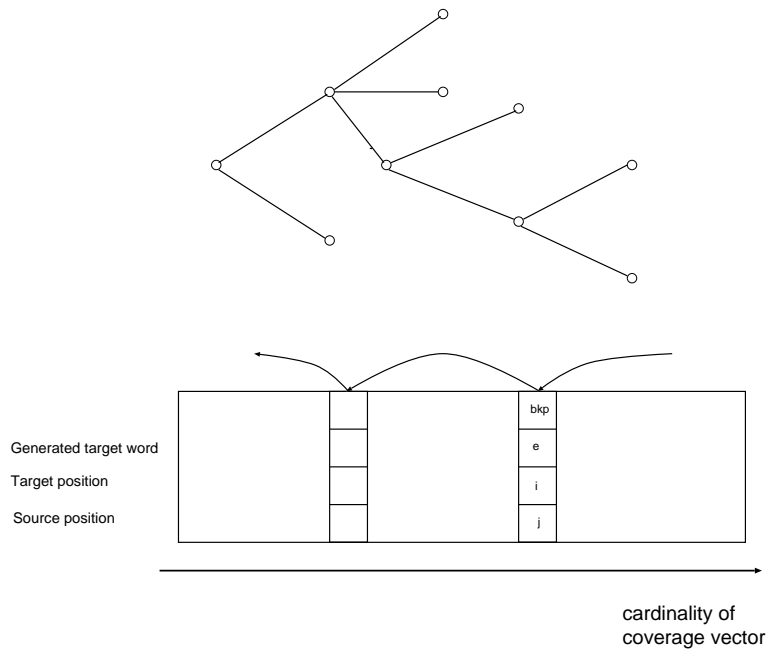 bkp
Generated target word
e
Target position
i
Source position
j
cardinality of
coverage vector